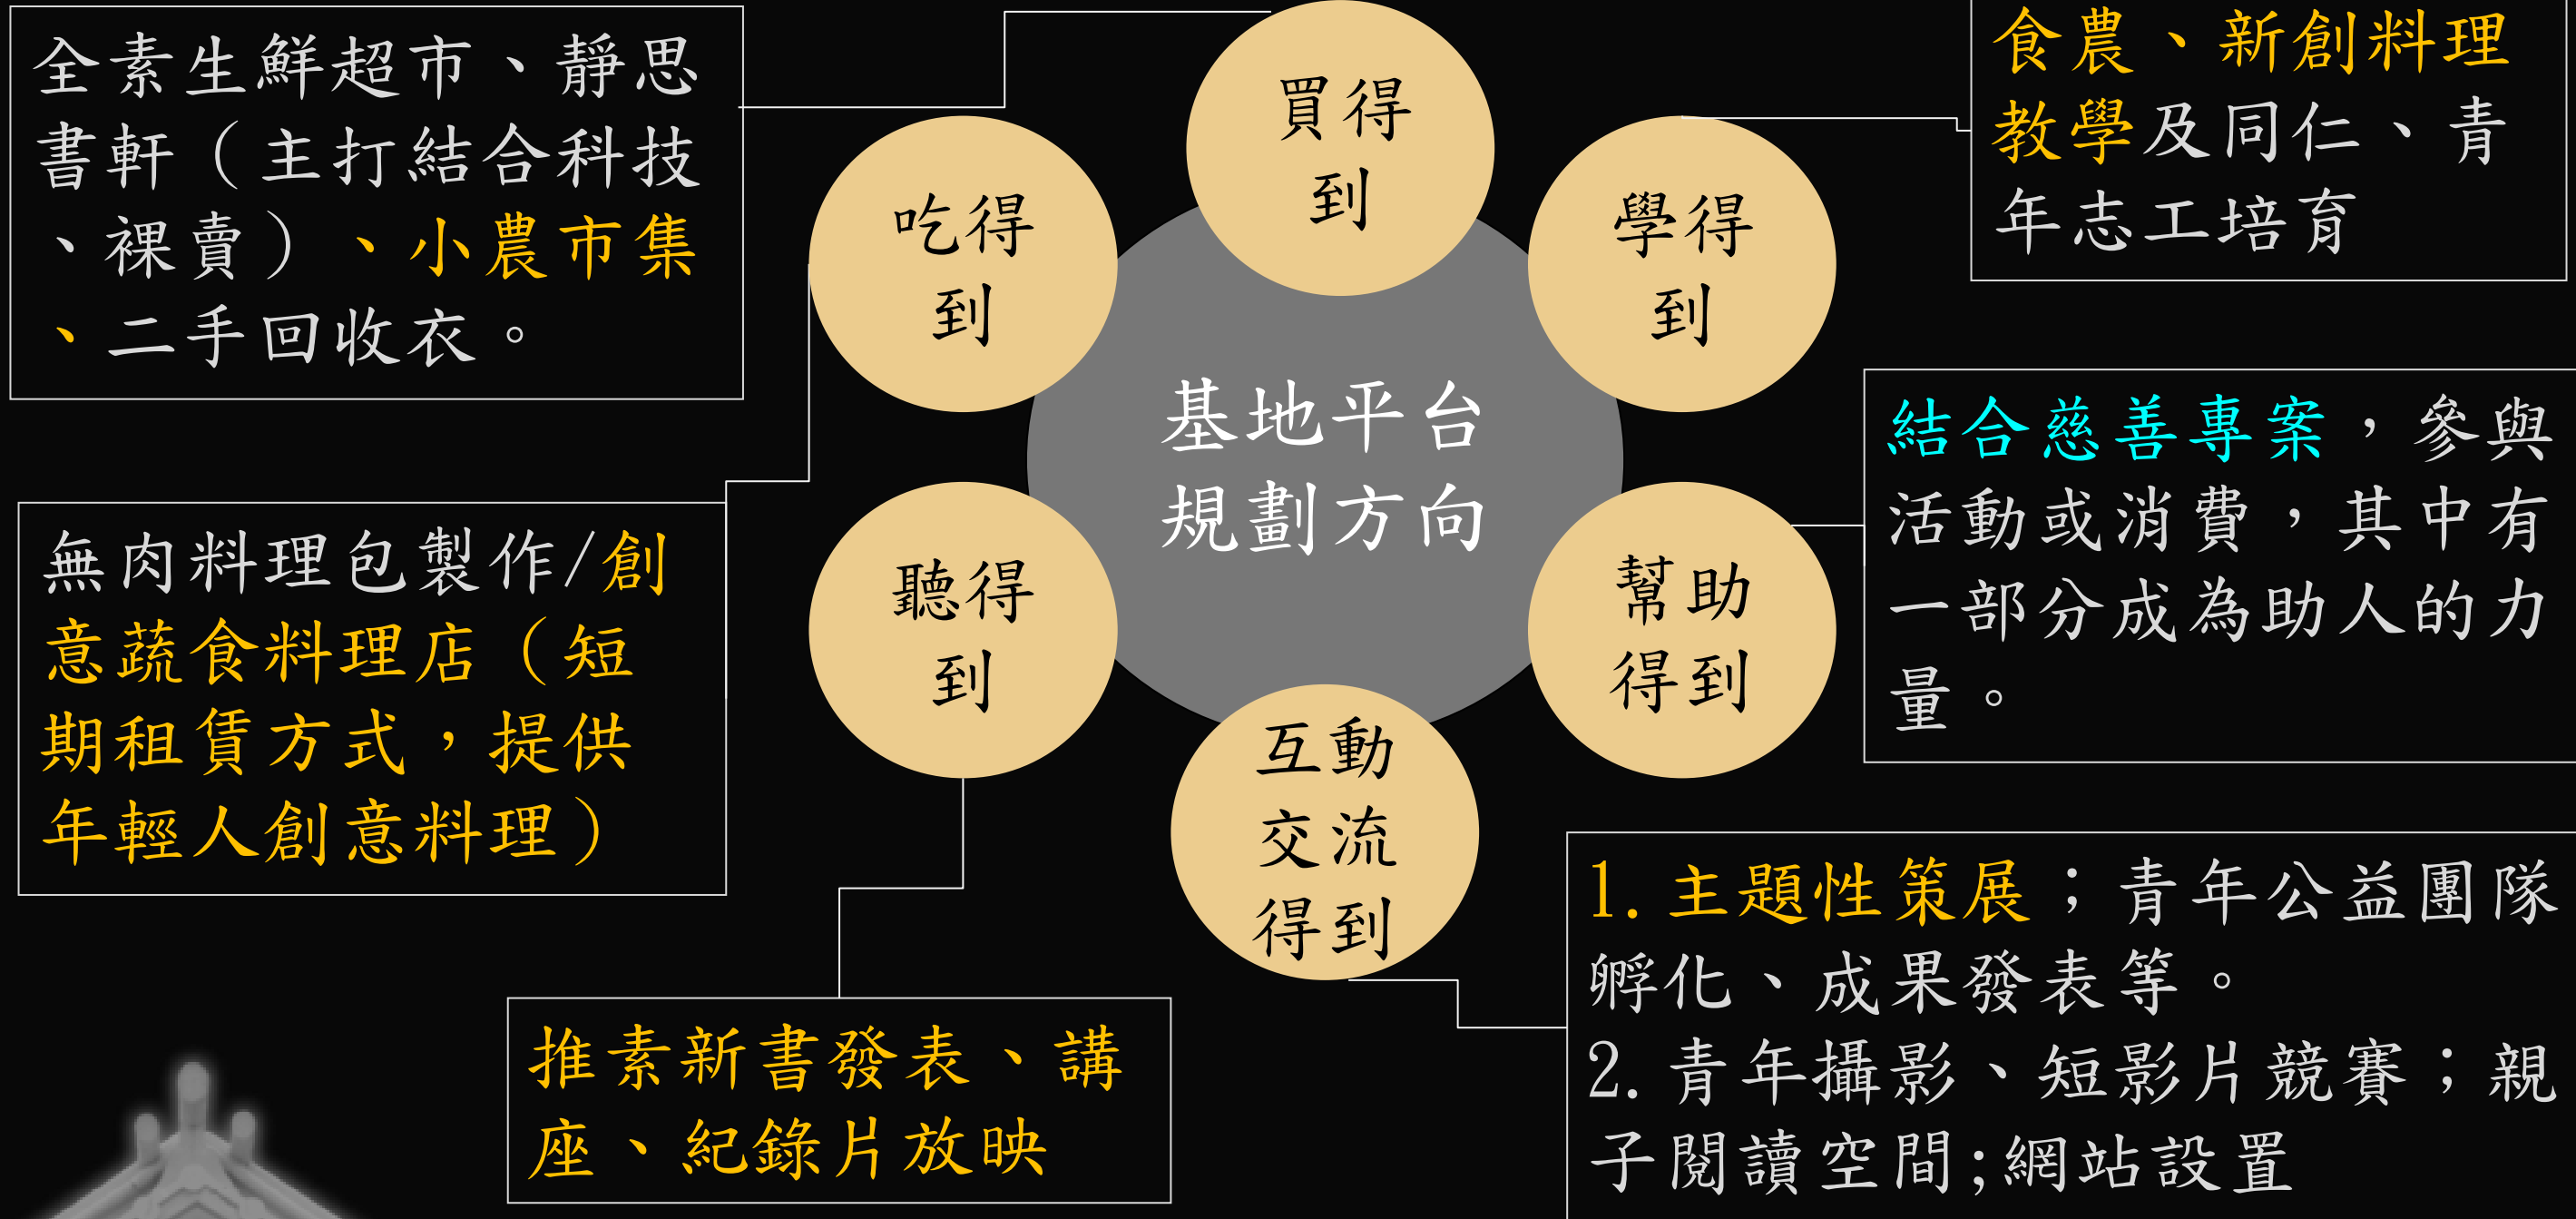 全素生鮮超市、靜思
書軒（主打結合科技
、裸賣）、小農市集
、二手回收衣。
買得
到
食農、新創料理
教學及同仁、青
年志工培育
吃得
到
學得
到
基地平台
規劃方向
結合慈善專案，參與
活動或消費，其中有
一部分成為助人的力
量。
無肉料理包製作/創
意蔬食料理店（短
期租賃方式，提供
年輕人創意料理）
聽得
到
幫助
得到
互動
交流
得到
1.主題性策展；青年公益團隊
孵化、成果發表等。
2.青年攝影、短影片競賽；親
子閱讀空間;網站設置
推素新書發表、講
座、紀錄片放映